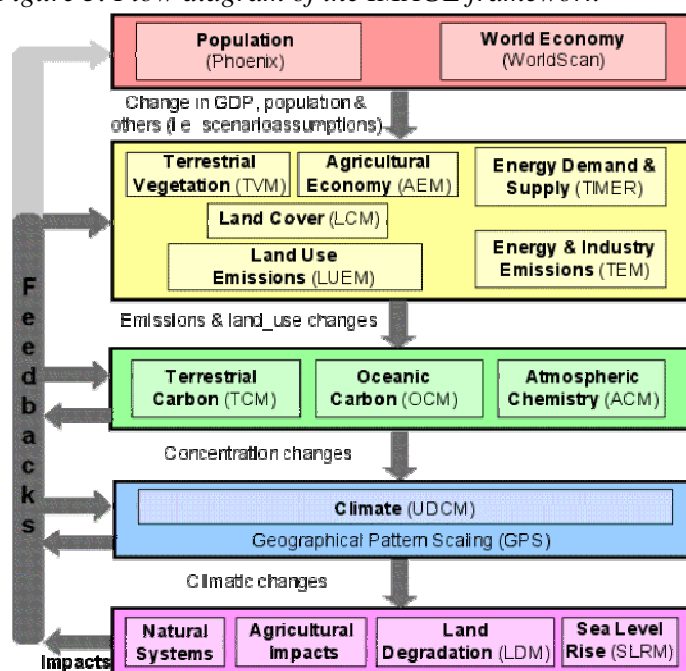 Figure 3. Flow diagram of the IMAGE framework
Population
(Phoenix)
World Economy
(WorldScan)
Change in GDP, population &
others (i.e. scenarioassumptions)
Terrestrial
Vegetation (TVM)
Agricultural
Economy (AEM)
Energy Demand &
Supply (TIMER)
Land Cover (LCM)
Land Use
Emissions (LUEM)
Energy & Industry
Emissions (TEM)
Emissions & land_use changes
Feedbacks
Terrestrial
Carbon (TCM)
Oceanic
Carbon (OCM)
Atmospheric
Chemistry (ACM)
Concentration changes
Climate (UDCM)
Geographical Pattern Scaling (GPS)
Climatic changes
Impacts
Natural
Systems
Agricultural
Impacts
Land
Degradation (LDM)
Sea Level
Rise (SLRM)